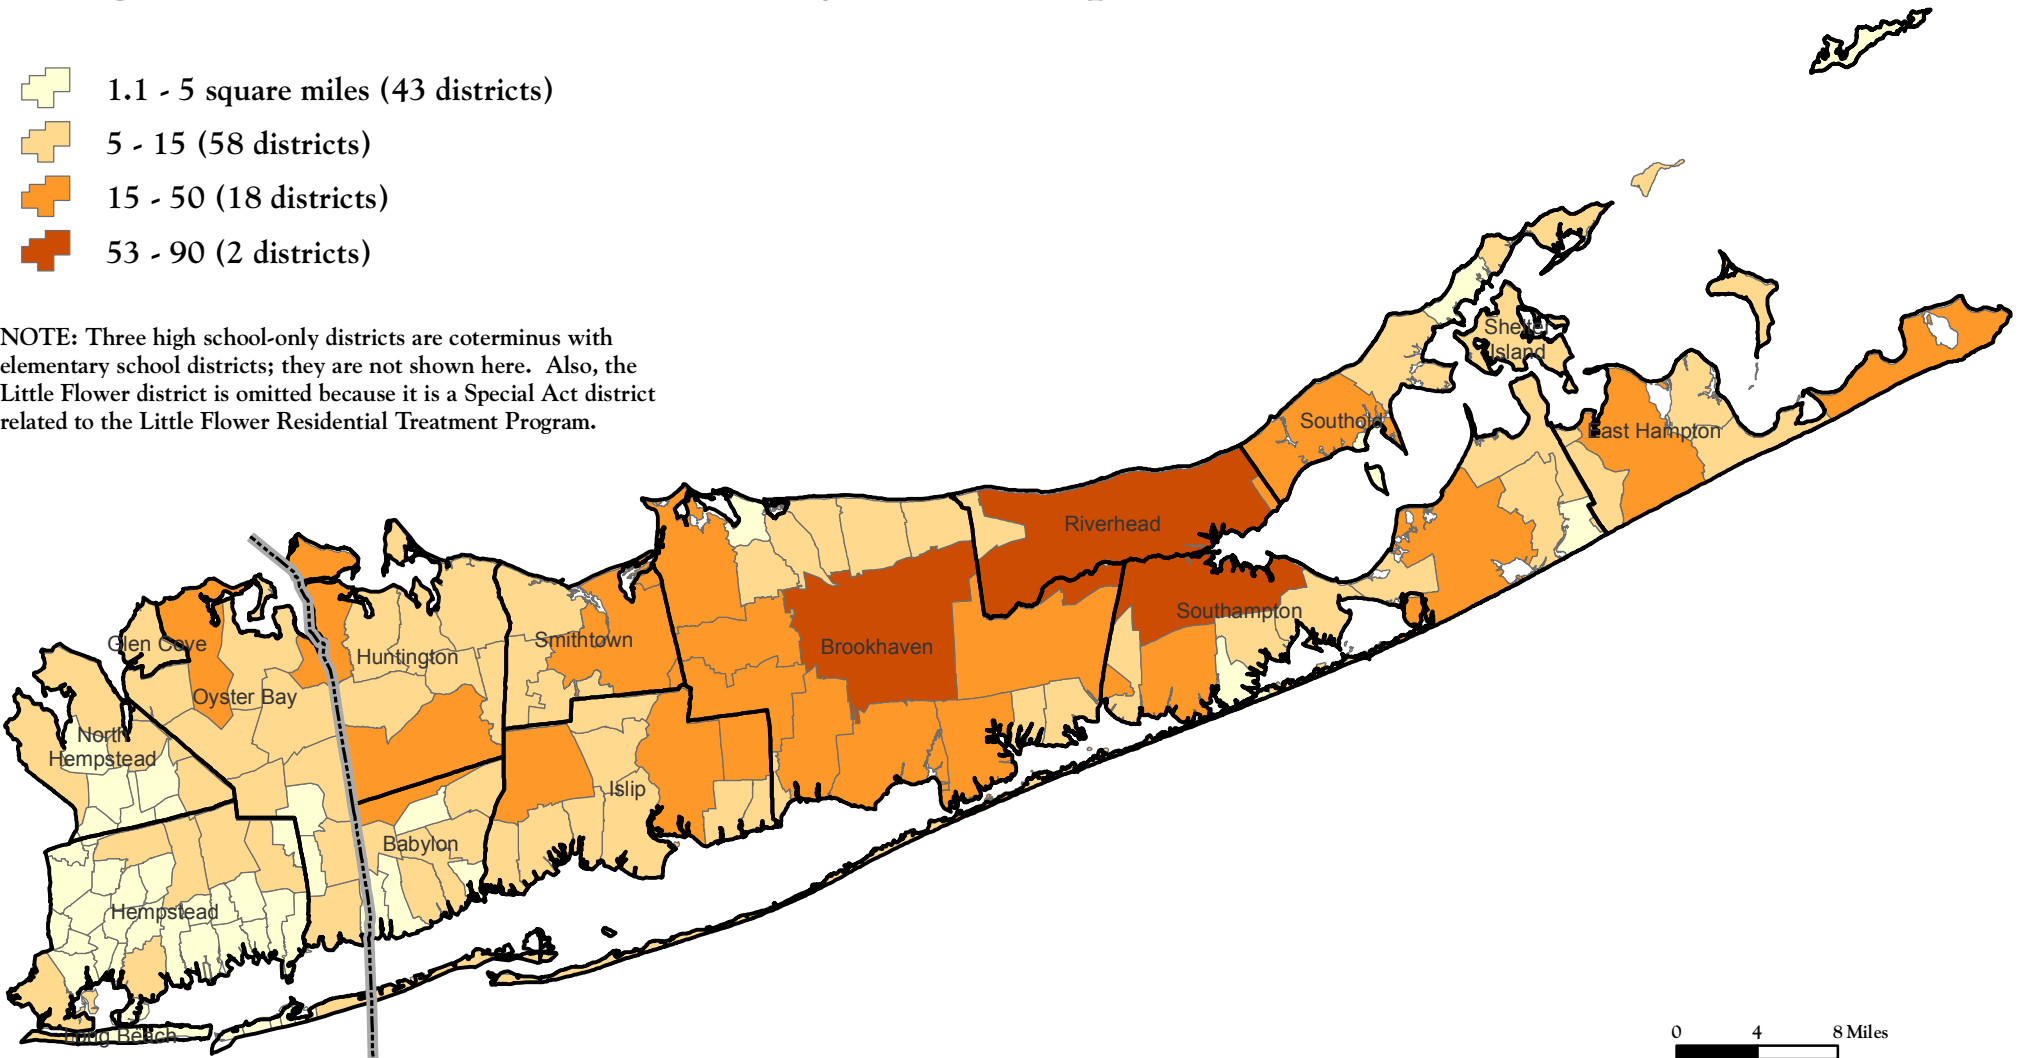 1.1 - 5 square miles (43 districts)
5 - 15 (58 districts)
15 - 50 (18 districts)
53 - 90 (2 districts)
NOTE: Three high school-only districts are coterminus with
elementary school districts; they are not shown here. Also, the
Little Flower district is omitted because it is a Special Act district
related to the Little Flower Residential Treatment Program.
Shelter
Island
Southold
East Hampton
Riverhead
Southampton
Brookhaven
Smithtown
Huntington
Glen Cove
Oyster Bay
North
Hempstead
Islip
Babylon
Hempstead
Long Beach
0 4 8 Miles